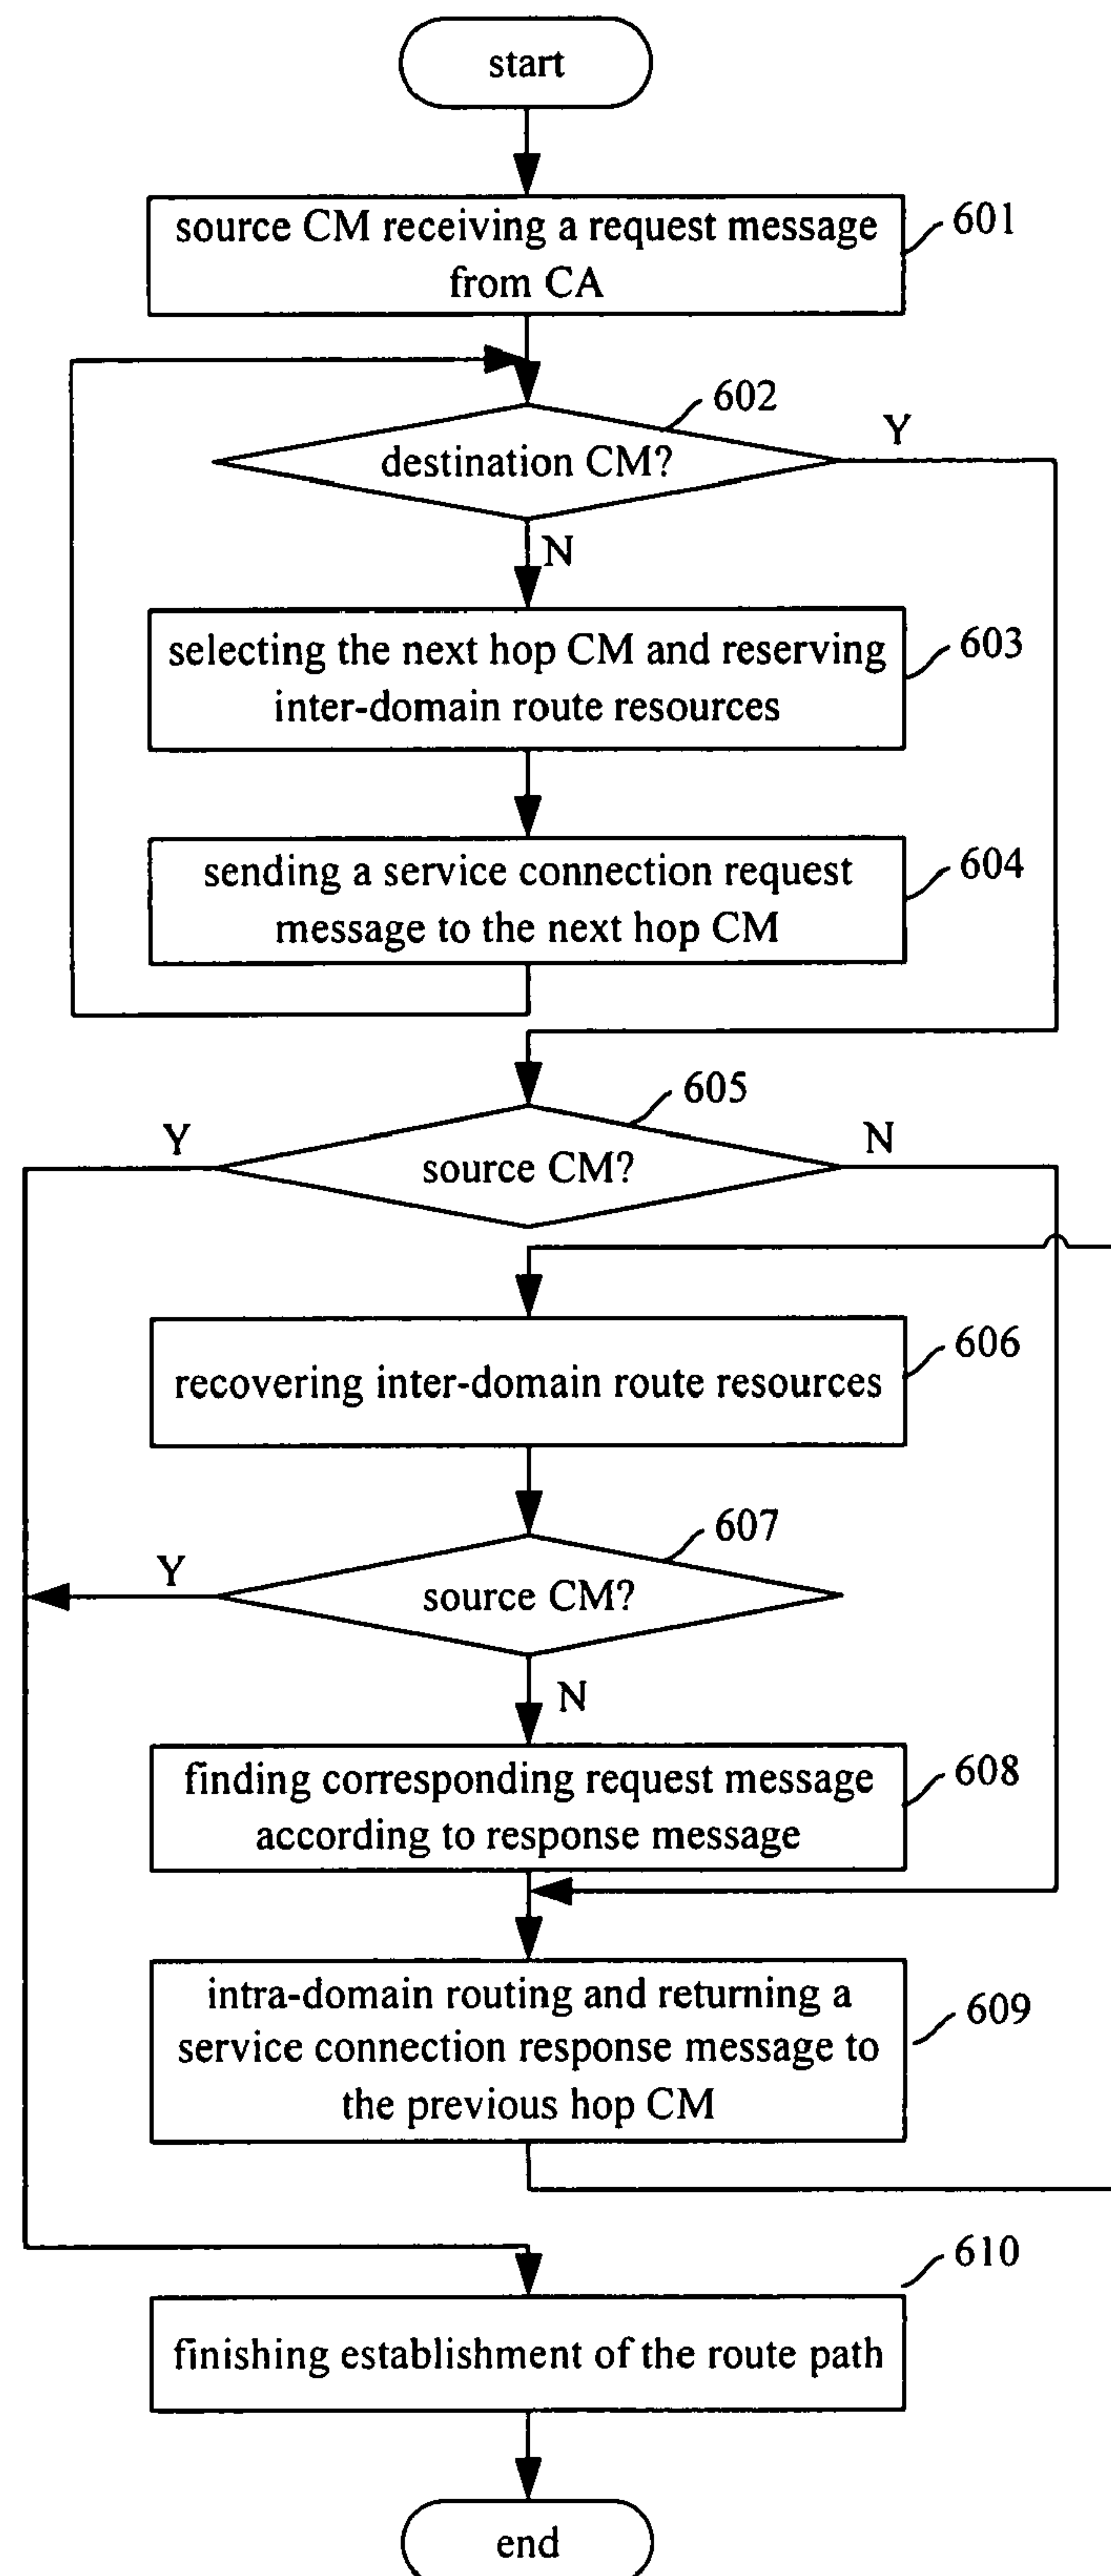 start
source CM receiving a request message
from CA
601
602
destination CM?
Y
N
selecting the next hop CM and reserving
inter-domain route resources
603
sending a service connection request
message to the next hop CM
604
605
Y
source CM?
N
recovering inter-domain route resources
606
607
Y
source CM?
N
finding corresponding request message
according to response message
608
intra-domain routing and returning a
service connection response message to
the previous hop CM
609
610
finishing establishment of the route path
end